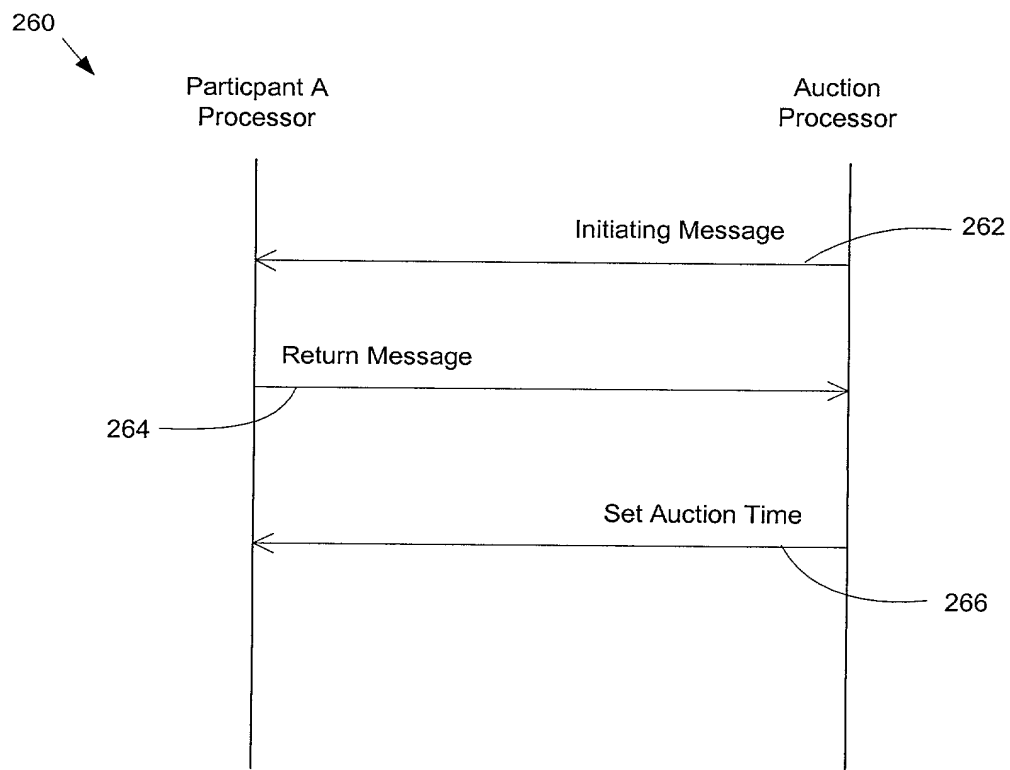 260
Particpant A
Processor
Auction
Processor
Initiating Message
262
Return Message
264
Set Auction Time
266